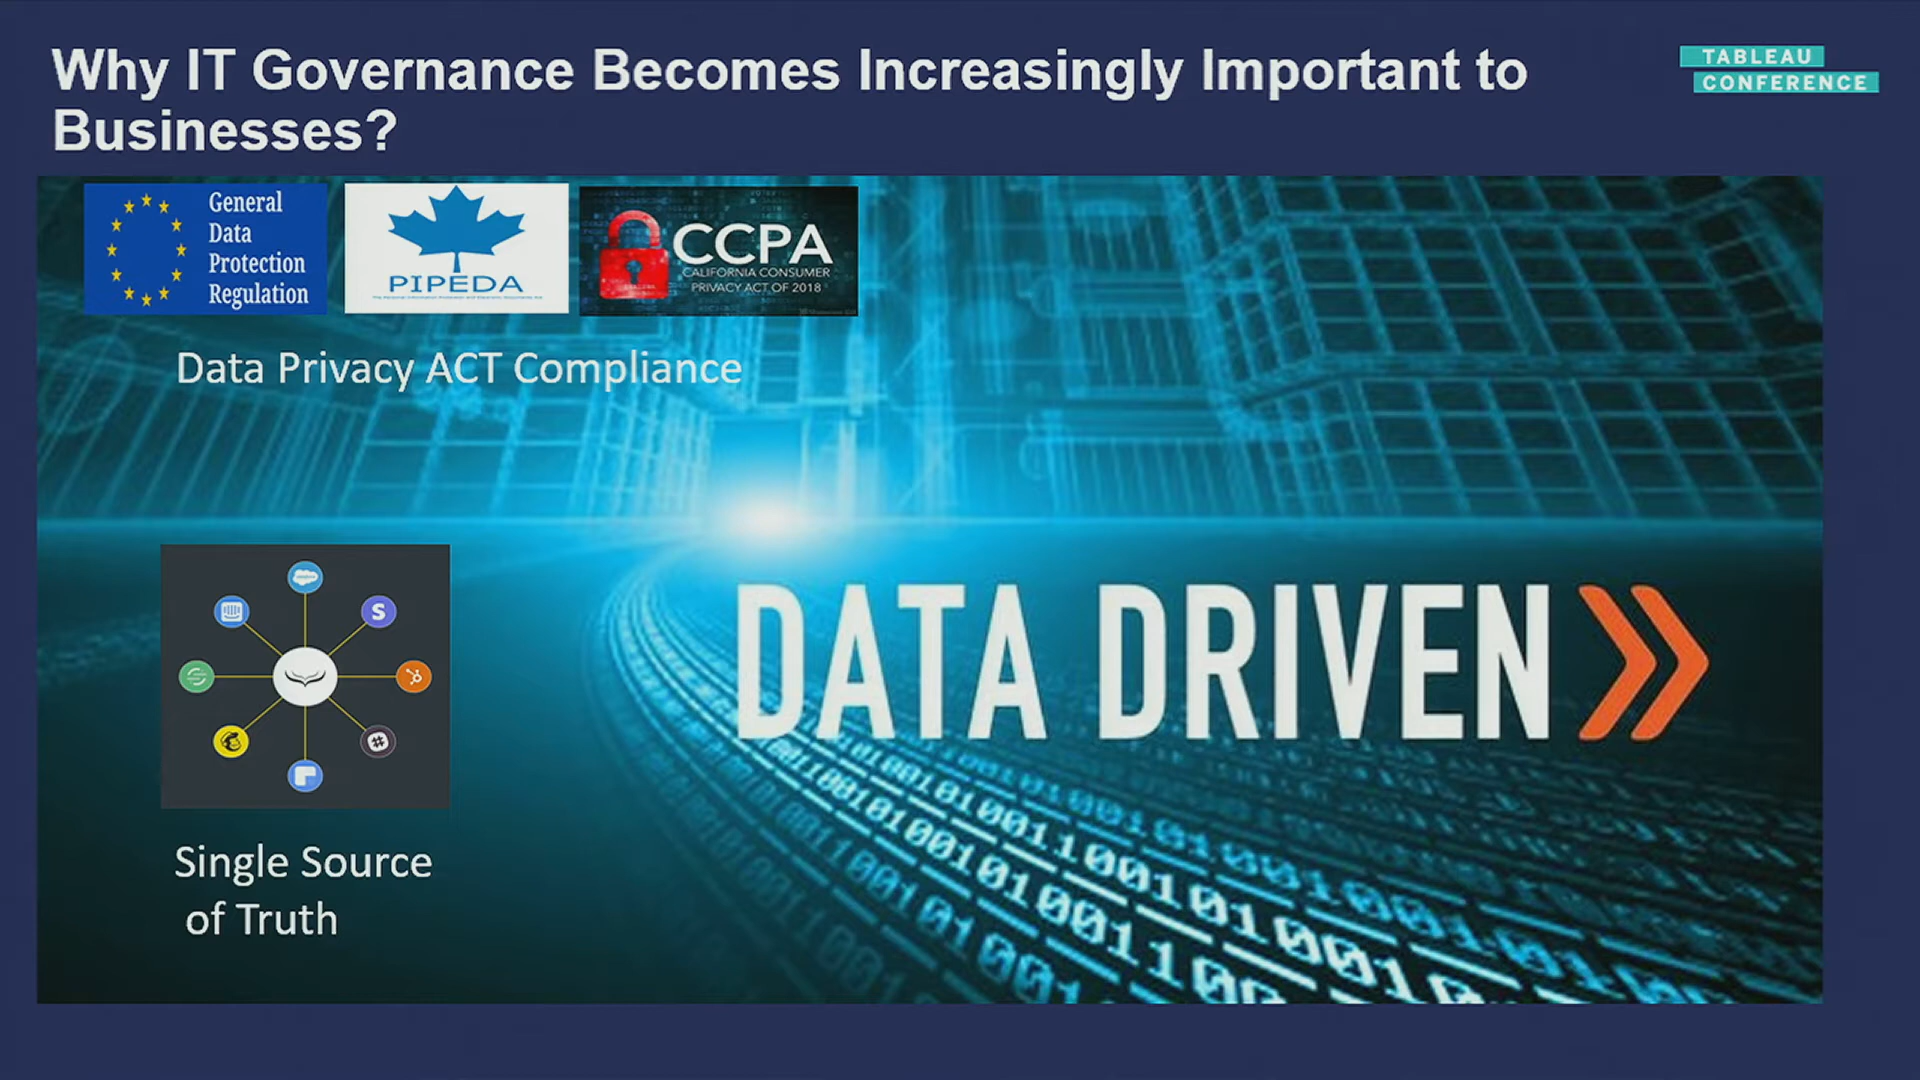 Why IT Governance Becomes Increasingly Important to
Businesses?
TABLEAU
CONFERENCE
General
Data
Protection
Regulation
PIPEDA
CCPA
CALIFORNIA CONSUMER
PRIVACY ACT OF 2018
Data Privacy ACT Compliance
DATA DRIVEN
Single Source
of Truth